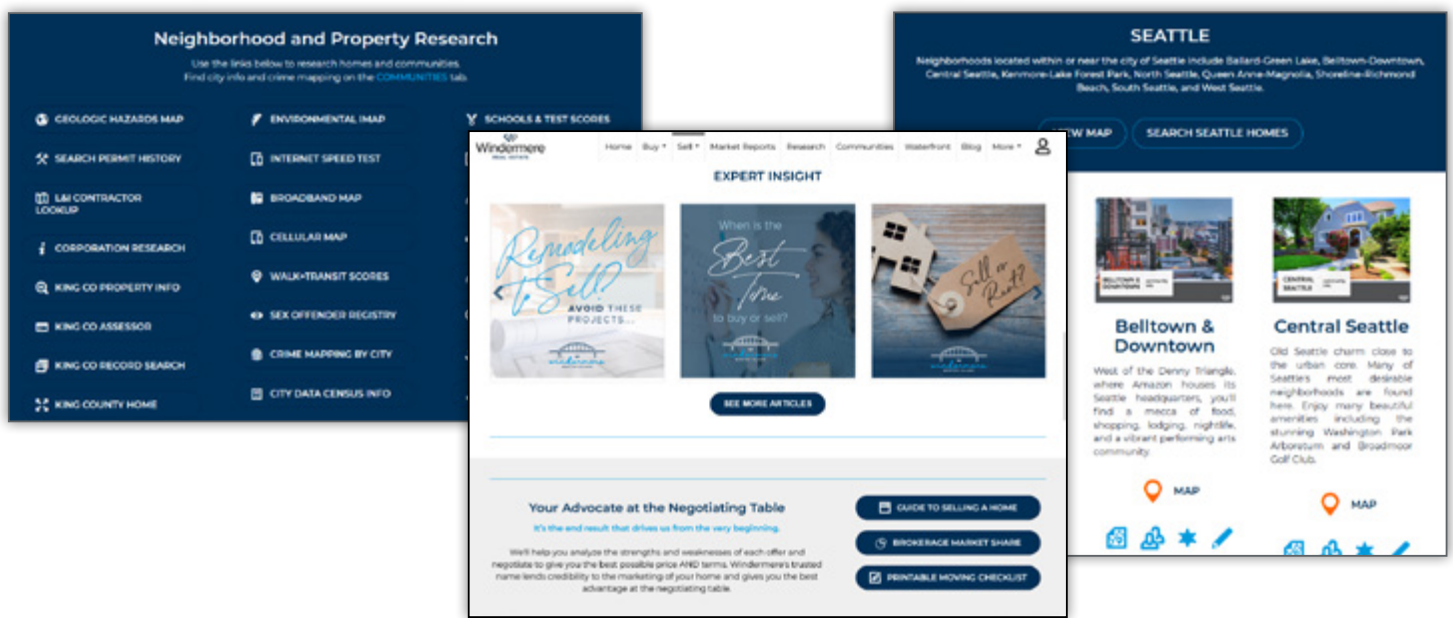 Neighborhood and Property Research
Use the links below to research homes and communities.
Find city info and crime mapping on the COMMUNITIES tab.
GEOLOGIC HAZARDS MAP
SEARCH PERMIT HISTORY
L&I CONTRACTOR
LOOKUP
CORPORATION RESEARCH
KING CO PROPERTY INFO
KING CO ASSESSOR
KING CO RECORD SEARCH
KING COUNTY HOME
ENVIRONMENTAL IMAP
INTERNET SPEED TEST
BROADBAND MAP
CELLULAR MAP
WALK+TRANSIT SCORES
SEX OFFENDER REGISTRY
CRIME MAPPING BY CITY
CITY DATA CENSUS INFO
SCHOOLS & TEST SCORES
Windermere
REAL ESTATE
Home Buy Sell Market Reports Research Communities Waterfront Blog More
EXPERT INSIGHT
Remodeling
to Sell?
AVOID THESE
PROJECTS...
windermere
When is the
Best
Time
to buy or sell?
windermere
Sell or
Rent?
windermere
SEE MORE ARTICLES
Your Advocate at the Negotiating Table
It's the end result that drives us from the very beginning.
We'll help you analyze the strengths and weaknesses of each offer and
negotiate to give you the best possible price AND terms. Windermere's trusted
name lends credibility to the marketing of your home and gives you the best
advantage at the negotiating table.
GUIDE TO SELLING A HOME
BROKERAGE MARKET SHARE
PRINTABLE MOVING CHECKLIST
SEATTLE
Neighborhoods located within or near the city of Seattle include Ballard-Green Lake, Belltown-Downtown,
Central Seattle, Kenmore-Lake Forest Park, North Seattle, Queen Anne-Magnolia, Shoreline-Richmond
Beach, South Seattle, and West Seattle.
MAP
SEARCH SEATTLE HOMES
BELLTOWN &
DOWNTOWN
Belltown &
Downtown
West of the Denny Triangle,
where Amazon houses its
Seattle headquarters, you'll
find a mecca of food,
shopping, lodging, nightlife,
and a vibrant performing arts
community.
MAP
CENTRAL
SEATTLE
Central Seattle
Old Seattle charm close to
the urban core. Many of
Seattle's most desirable
neighborhoods are found
here. Enjoy many beautiful
amenities including the
stunning Washington Park
Arboretum and Broadmoor
Golf Club.
MAP